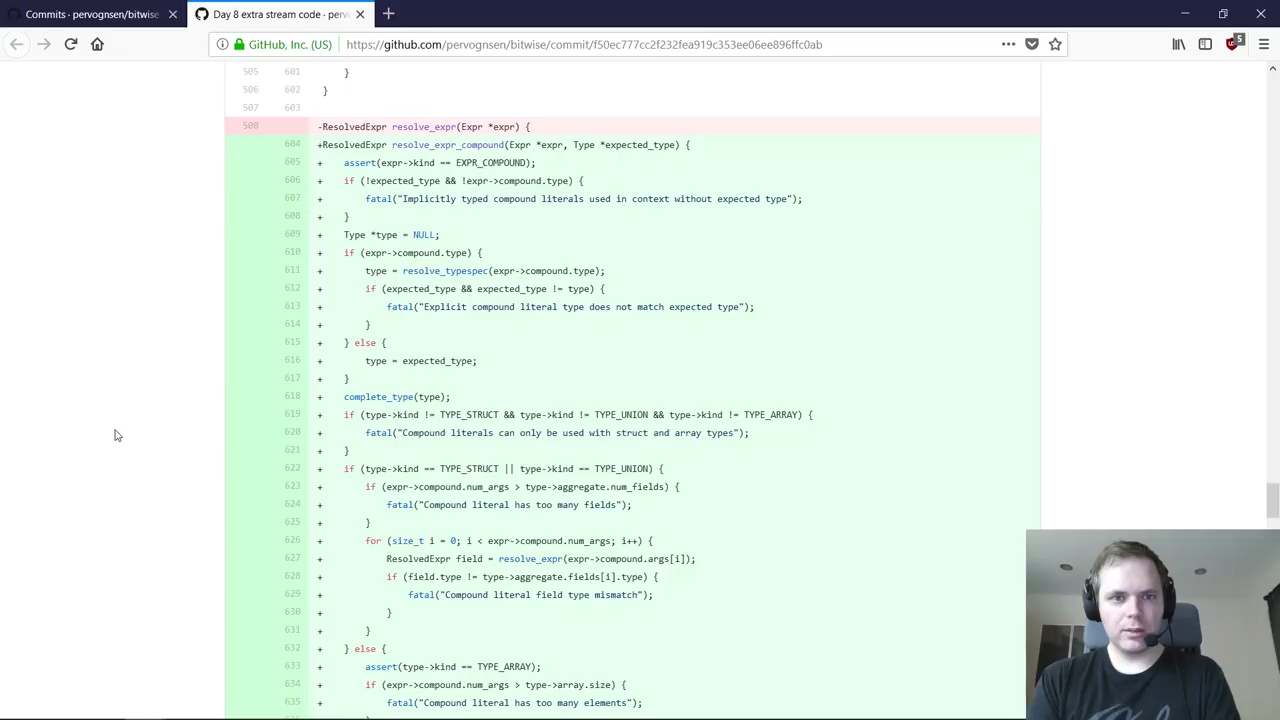 Commits · pervognsen/bitwise
Day 8 extra stream code · perv
GitHub, Inc. (US)
https://github.com/pervognsen/bitwise/commit/f50ec777cc2f232fea919c353ee06ee896ffc0ab
5
505 601 }
506 602 }
507 603
508 -ResolvedExpr resolve_expr(Expr *expr) {
604 +ResolvedExpr resolve_expr_compound(Expr *expr, Type *expected_type) {
605 + assert(expr->kind == EXPR_COMPOUND);
606 + if (!expected_type && !expr->compound.type) {
607 + fatal("Implicitly typed compound literals used in context without expected type");
608 + }
609 + Type *type = NULL;
610 + if (expr->compound.type) {
611 + type = resolve_typespec(expr->compound.type);
612 + if (expected_type && expected_type != type) {
613 + fatal("Explicit compound literal type does not match expected type");
614 + }
615 + } else {
616 + type = expected_type;
617 + }
618 + complete_type(type);
619 + if (type->kind != TYPE_STRUCT && type->kind != TYPE_UNION && type->kind != TYPE_ARRAY) {
620 + fatal("Compound literals can only be used with struct and array types");
621 + }
622 + if (type->kind == TYPE_STRUCT || type->kind == TYPE_UNION) {
623 + if (expr->compound.num_args > type->aggregate.num_fields) {
624 + fatal("Compound literal has too many fields");
625 + }
626 + for (size_t i = 0; i < expr->compound.num_args; i++) {
627 + ResolvedExpr field = resolve_expr(expr->compound.args[i]);
628 + if (field.type != type->aggregate.fields[i].type) {
629 + fatal("Compound literal field type mismatch");
630 + }
631 + }
632 + } else {
633 + assert(type->kind == TYPE_ARRAY);
634 + if (expr->compound.num_args > type->array.size) {
635 + fatal("Compound literal has too many elements");